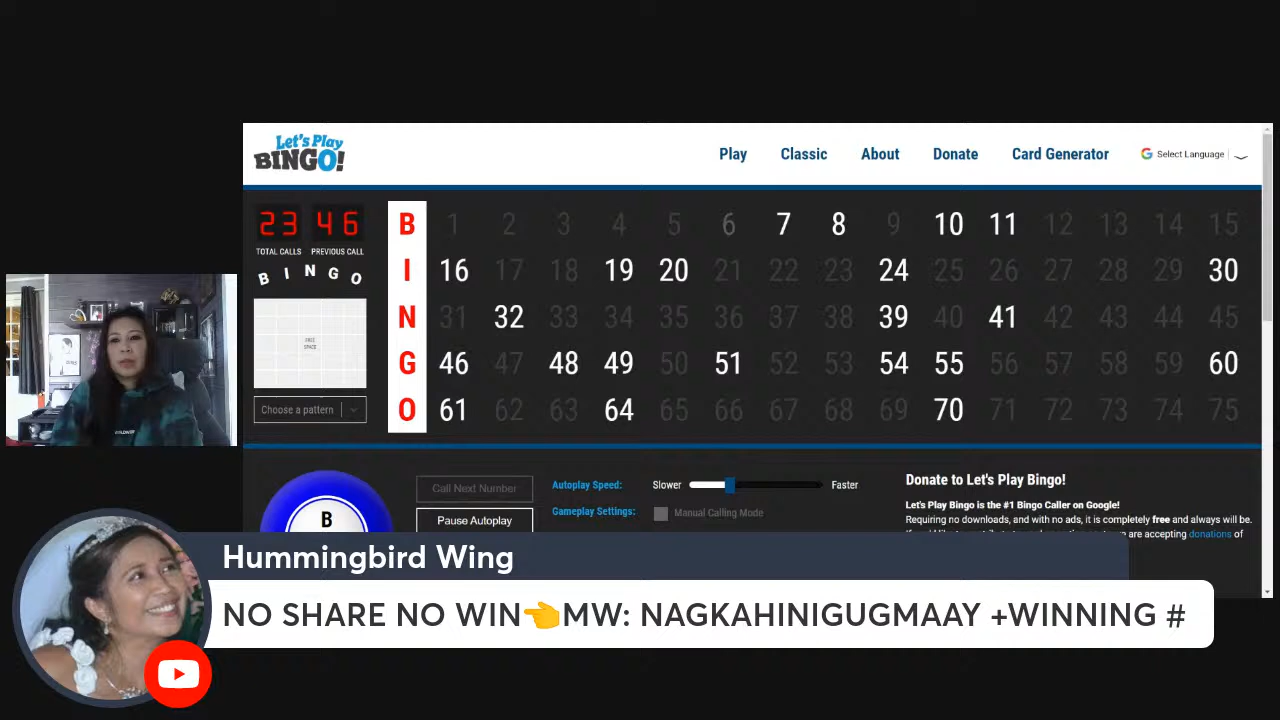 Let's Play
BINGO!
Play Classic About Donate Card Generator
G Select Language
23 46
TOTAL CALLS PREVIOUS CALL
B I N G O
FREE
SPACE
Choose a pattern
B 1 2 3 4 5 6 7 8 9 10 11 12 13 14 15
I 16 17 18 19 20 21 22 23 24 25 26 27 28 29 30
N 31 32 33 34 35 36 37 38 39 40 41 42 43 44 45
G 46 47 48 49 50 51 52 53 54 55 56 57 58 59 60
O 61 62 63 64 65 66 67 68 69 70 71 72 73 74 75
B
Call Next Number
Pause Autoplay
Autoplay Speed: Slower Faster
Gameplay Settings: Manual Calling Mode
Donate to Let's Play Bingo!
Let's Play Bingo is the #1 Bingo Caller on Google!
Requiring no downloads, and with no ads, it is completely free and always will be.
are accepting donations of
Hummingbird Wing
NO SHARE NO WIN👈MW: NAGKAHINIGUGMAAY +WINNING #